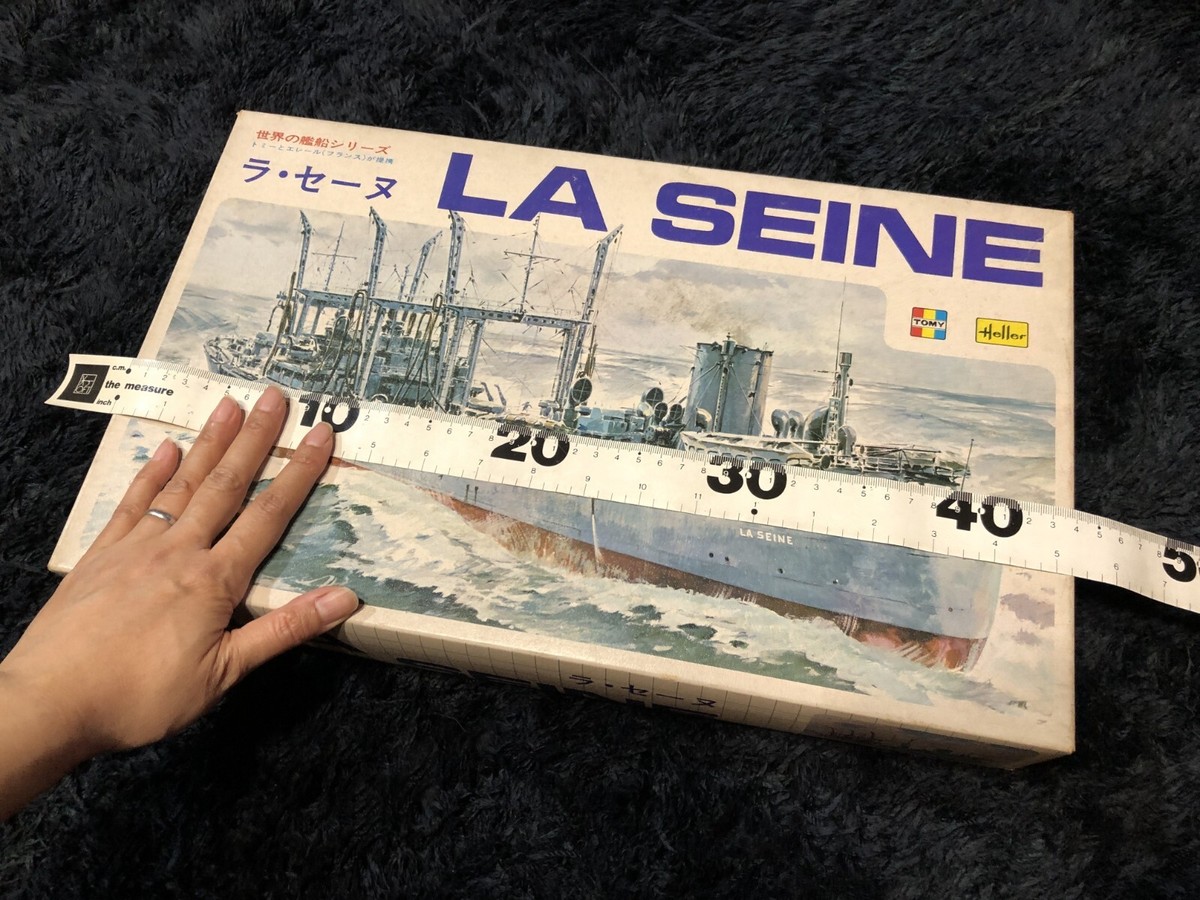 世界の艦船シリーズ
トミーとエレール(フランス)が提携
ラ・セーヌ
LA SEINE
TOMY
Heller
c.m.
the measure
inch
10
20
30
40
5
LA SEINE
ラ・セーヌ